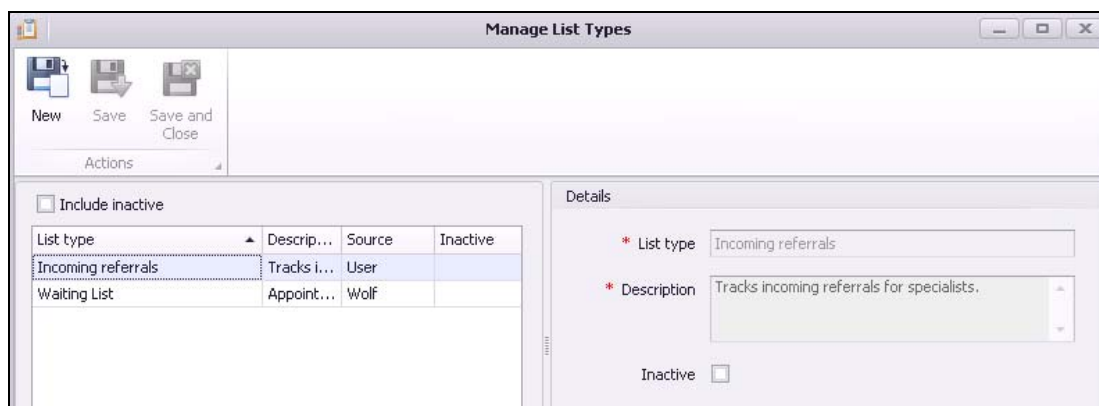 Manage List Types
New Save Save and Close
Actions
Include inactive
List type Descrip... Source Inactive
Incoming referrals Tracks i... User
Waiting List Appoint... Wolf
Details
* List type Incoming referrals
* Description Tracks incoming referrals for specialists.
Inactive